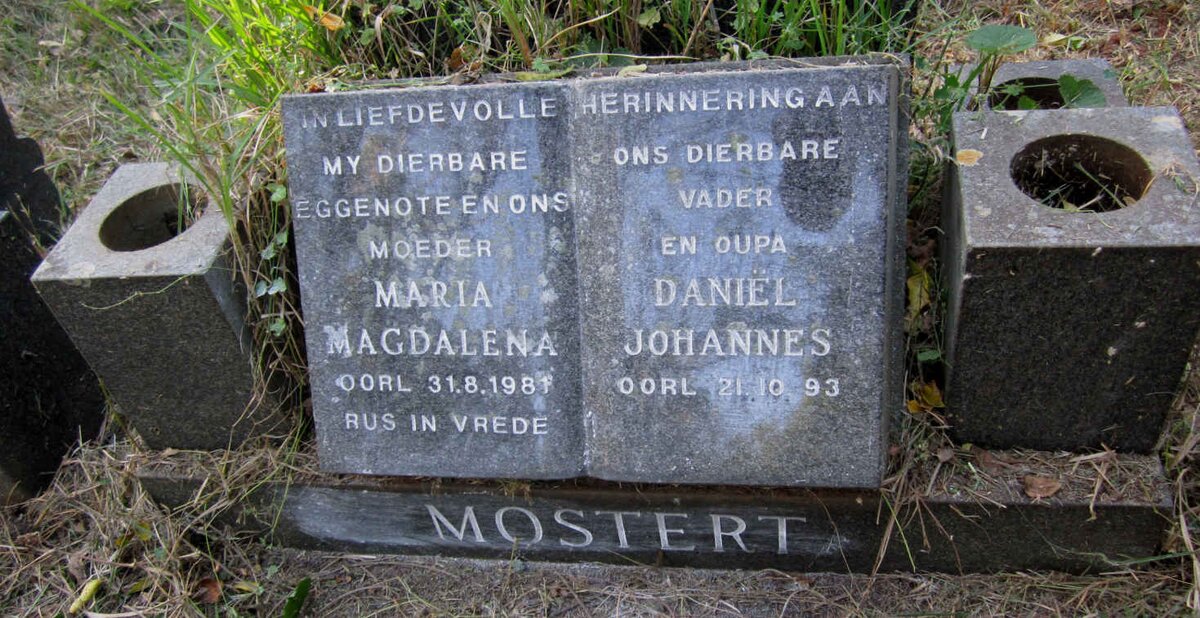 IN LIEFDEVOLLE HERINNERING AAN
MY DIERBARE
EGGENOTE EN ONS
MOEDER
MARIA
MAGDALENA
OORL 31.8.1981
RUS IN VREDE
ONS DIERBARE
VADER
EN OUPA
DANIËL
JOHANNES
OORL 21.10 93
MOSTERT